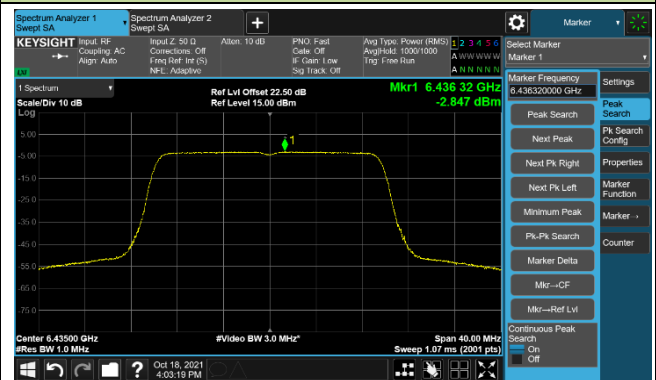 Spectrum Analyzer 1
Swept SA
Spectrum Analyzer 2
Swept SA
Marker
KEYSIGHT
Input: RF
Coupling: AC
Align: Auto
Input Z: 50 Ω
Corrections: Off
Freq Ref: Int (S)
NFE: Adaptive
Atten: 10 dB
PNO: Fast
Gate: Off
IF Gain: Low
Sig Track: Off
Avg Type: Power (RMS)
Avg|Hold: 1000/1000
Trig: Free Run
1 2 3 4 5 6
A W W W W W
A N N N N N
LXI
1 Spectrum
Scale/Div 10 dB
Log
Ref Lvl Offset 22.50 dB
Ref Level 15.00 dBm
Mkr1 6.436 32 GHz
-2.847 dBm
1
5.00
-5.00
-15.0
-25.0
-35.0
-45.0
-55.0
-65.0
-75.0
Center 6.43500 GHz
#Res BW 1.0 MHz
#Video BW 3.0 MHz*
Span 40.00 MHz
Sweep 1.07 ms (2001 pts)
Oct 18, 2021
4:03:19 PM
?
Select Marker
Marker 1
Marker Frequency
6.436320000 GHz
Peak Search
Next Peak
Next Pk Right
Next Pk Left
Minimum Peak
Pk-Pk Search
Marker Delta
Mkr→CF
Mkr→Ref Lvl
Continuous Peak
Search
On
Off
Settings
Peak
Search
Pk Search
Config
Properties
Marker
Function
Marker→
Counter